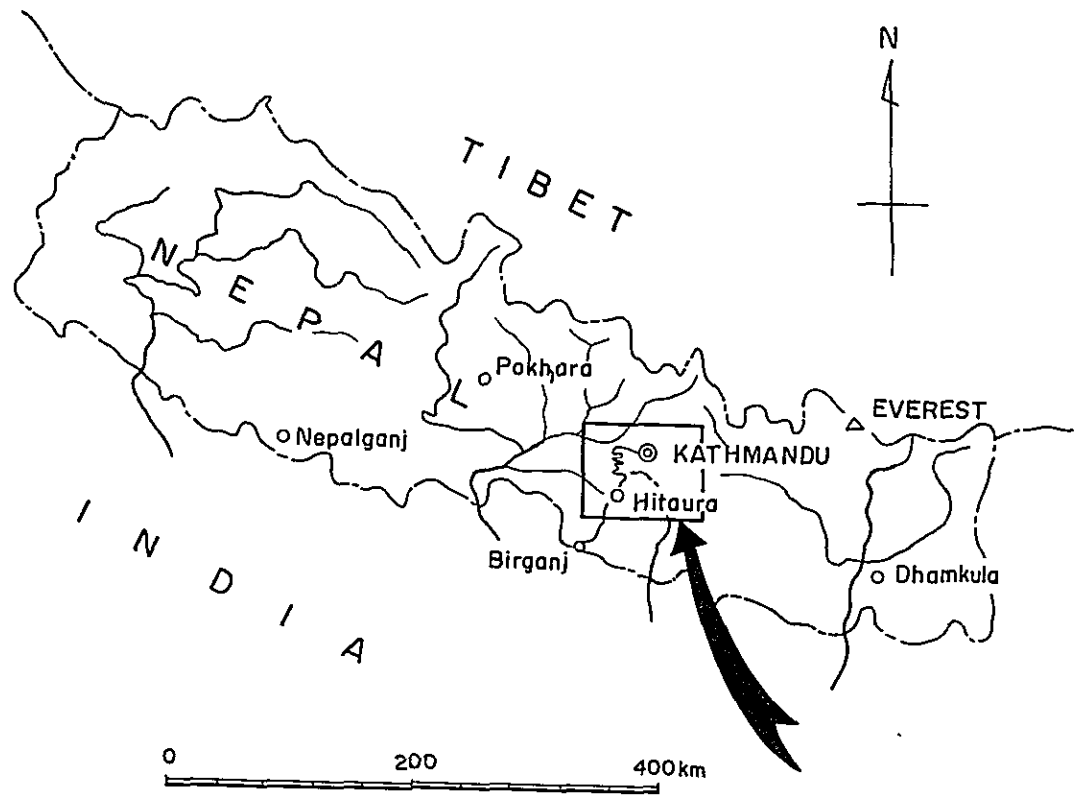 N
TIBET
NEPAL
Pokhara
EVEREST
KATHMANDU
Nepalganj
Hitaura
INDIA
Birganj
Dhamkula
0 200 400km